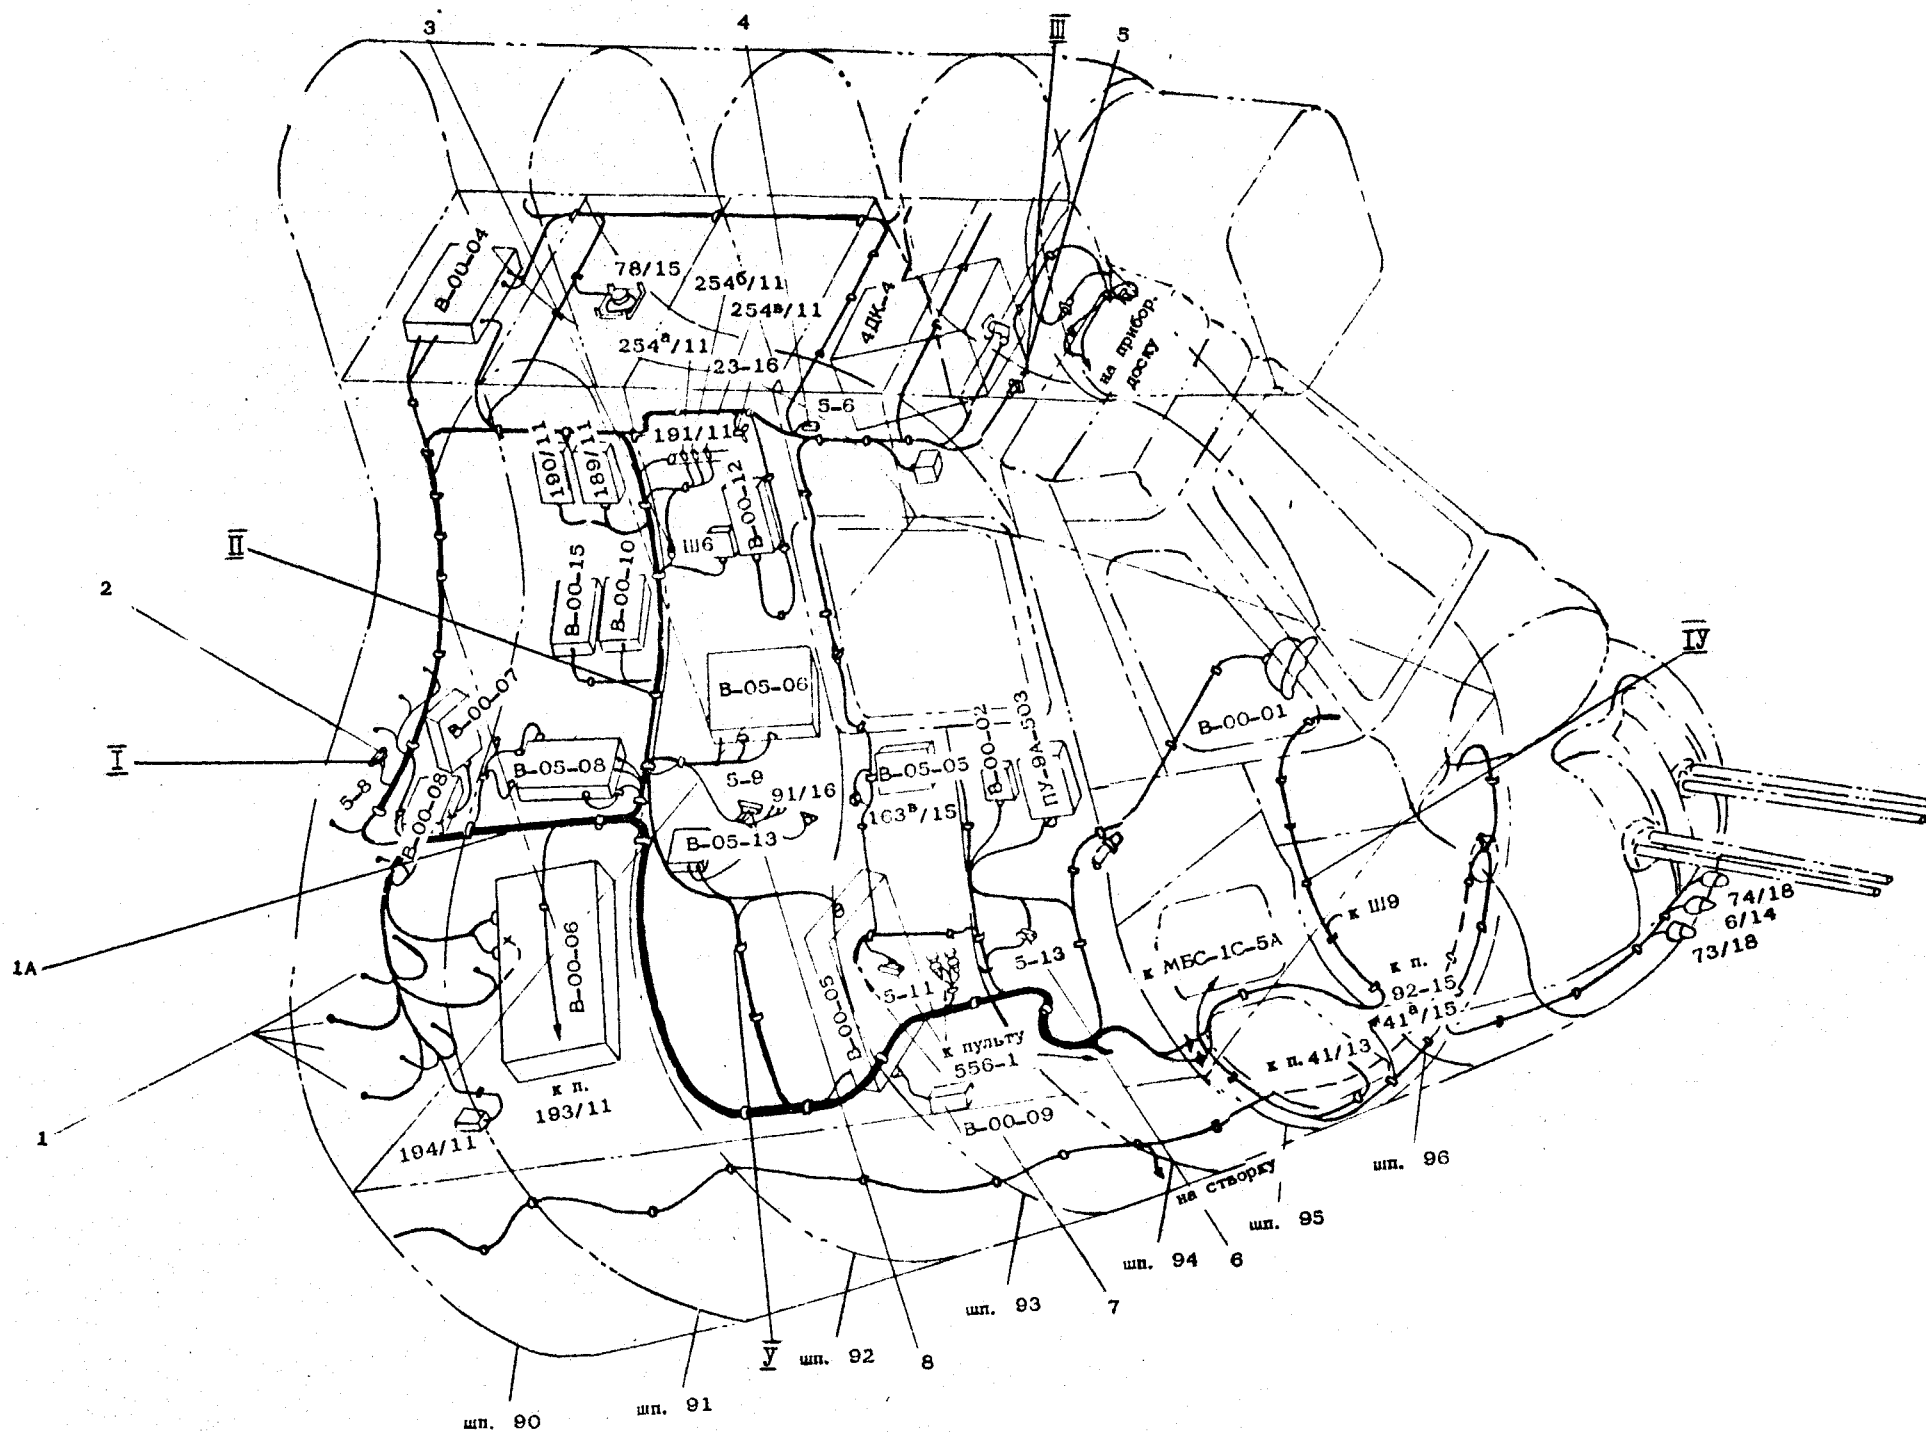 3
4
III
5
В-00-04
78/15
254б/11
254в/11
4ДК-4
254а/11
23-16
на прибор.
доску
5-6
190/11
189/11
191/11
В-00-12
Ш6
II
В-00-15
В-00-10
2
I
5-8
В-00-07
В-05-06
В-00-01
IУ
В-05-08
5-9
91/16
В-05-05
В-00-02
ПУ-9А-503
163в/15
В-00-08
В-05-13
1А
В-00-06
В-00-05
5-11
5-13
к МБС-1С-5А
к Ш9
к п.
92-15
41а/15
74/18
6/14
73/18
к пульту
556-1
к п. 41/13
к п.
193/11
1
194/11
В-00-09
на створку
шп. 96
шп. 95
шп. 94
6
шп. 93
7
У
шп. 92
8
шп. 91
шп. 90